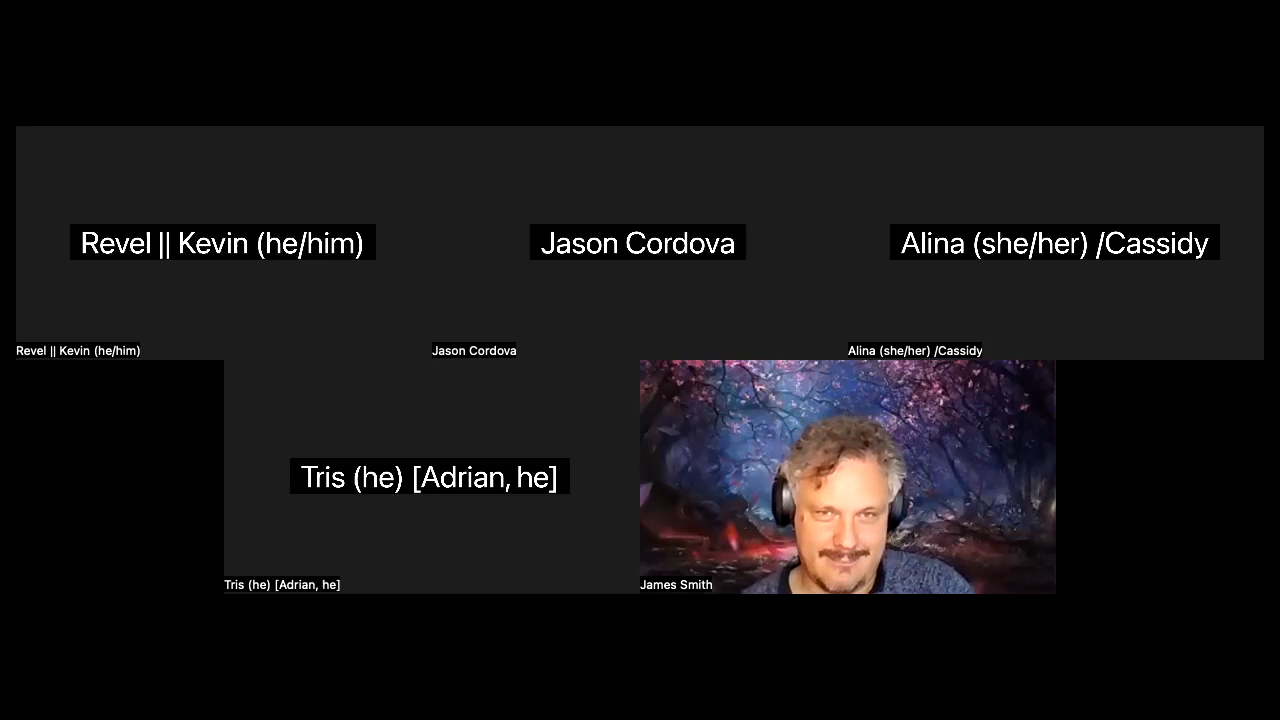 Revel || Kevin (he/him)
Jason Cordova
Alina (she/her) /Cassidy
Revel || Kevin (he/him)
Jason Cordova
Alina (she/her) /Cassidy
Tris (he) [Adrian, he]
Tris (he) [Adrian, he]
James Smith